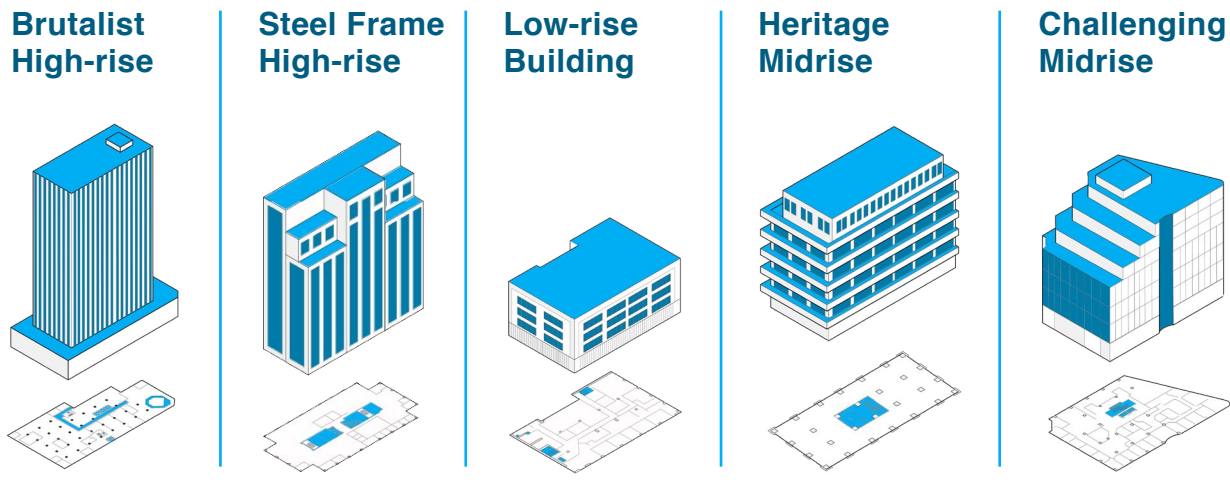 Brutalist
High-rise
Steel Frame
High-rise
Low-rise
Building
Heritage
Midrise
Challenging
Midrise